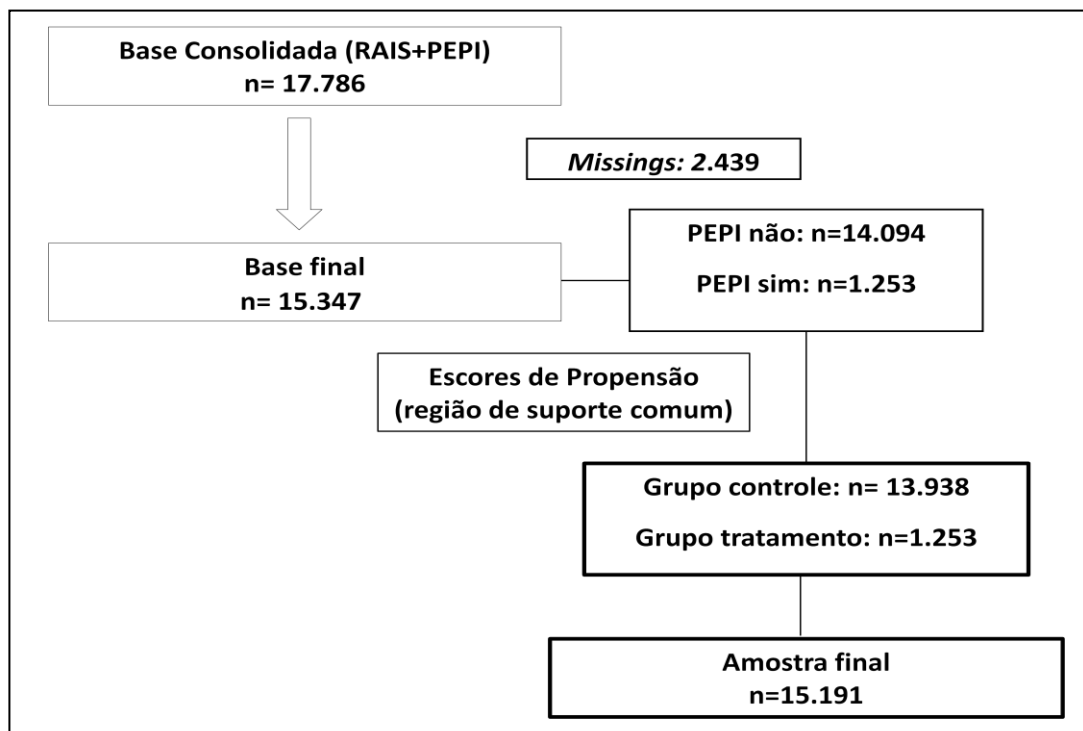 Base Consolidada (RAIS+PEPI)
n= 17.786
Missings: 2.439
PEPI não: n=14.094
PEPI sim: n=1.253
Base final
n= 15.347
Escores de Propensão
(região de suporte comum)
Grupo controle: n= 13.938
Grupo tratamento: n=1.253
Amostra final
n=15.191